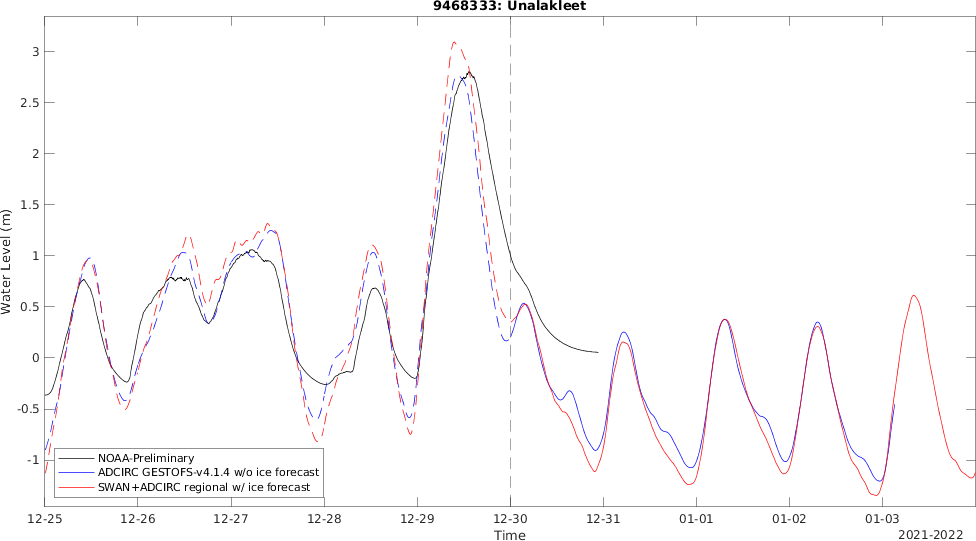 9468333: Unalakleet
Water Level (m)
3
2.5
2
1.5
1
0.5
0
-0.5
-1
NOAA-Preliminary
ADCIRC GESTOFS-v4.1.4 w/o ice forecast
SWAN+ADCIRC regional w/ ice forecast
12-25 12-26 12-27 12-28 12-29 12-30 12-31 01-01 01-02 01-03
Time
2021-2022